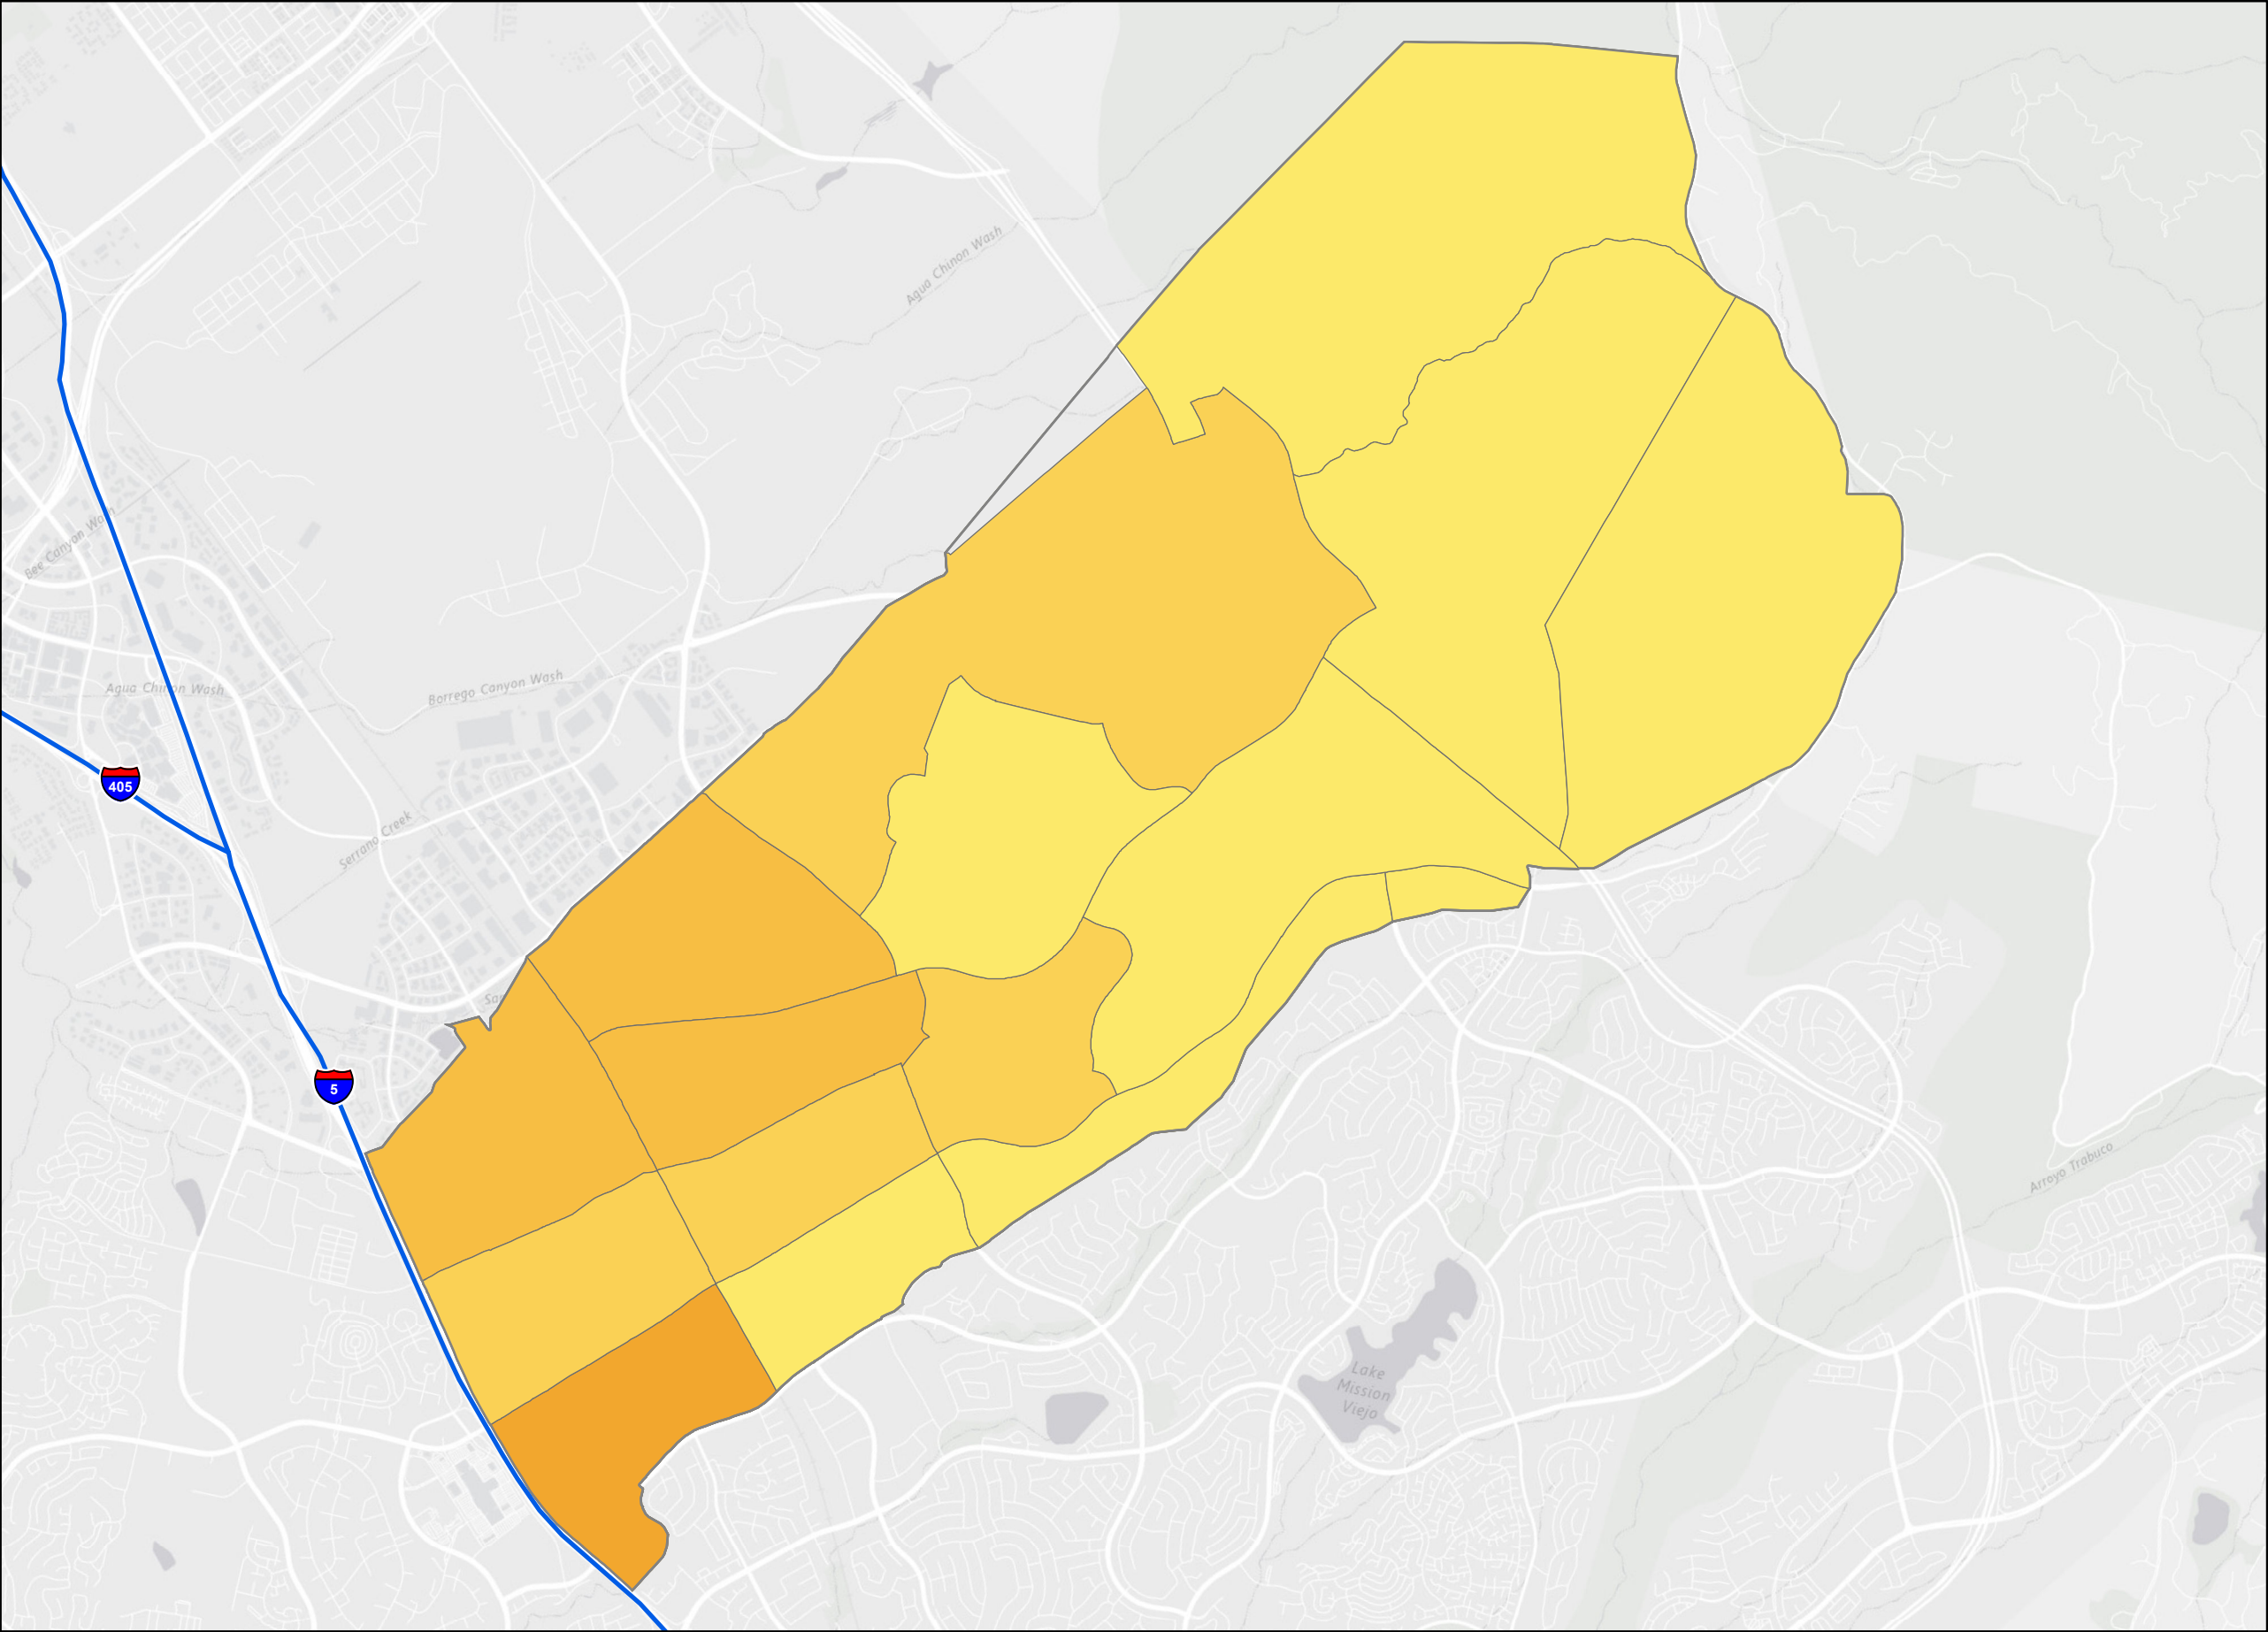 Agua Chinon Wash
Bee Canyon Wash
Agua Chinon Wash
Borrego Canyon Wash
405
Serrano Creek
5
Arroyo Trabuco
Lake
Mission
Viejo